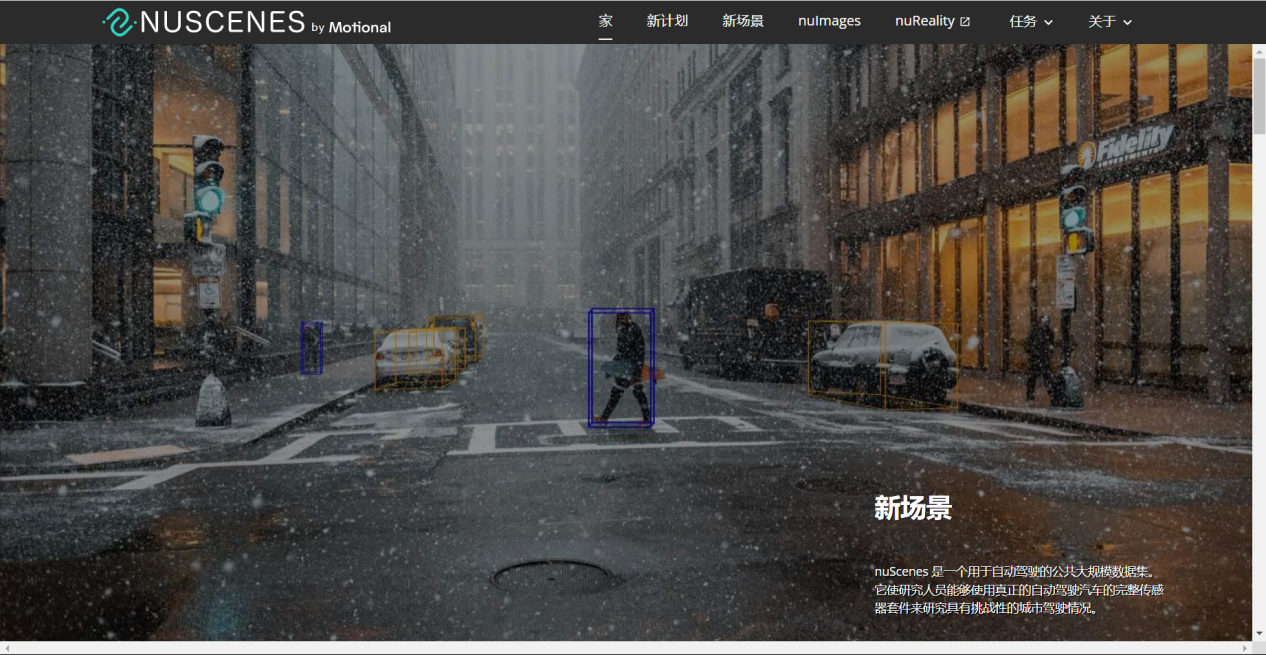 NUSCENES by Motional
家 新计划 新场景 nuImages nuReality 任务 关于
Fidelity
INVESTMENTS
新场景
nuScenes 是一个用于自动驾驶的公共大规模数据集。
它使研究人员能够使用真正的自动驾驶汽车的完整传感
器套件来研究具有挑战性的城市驾驶情况。